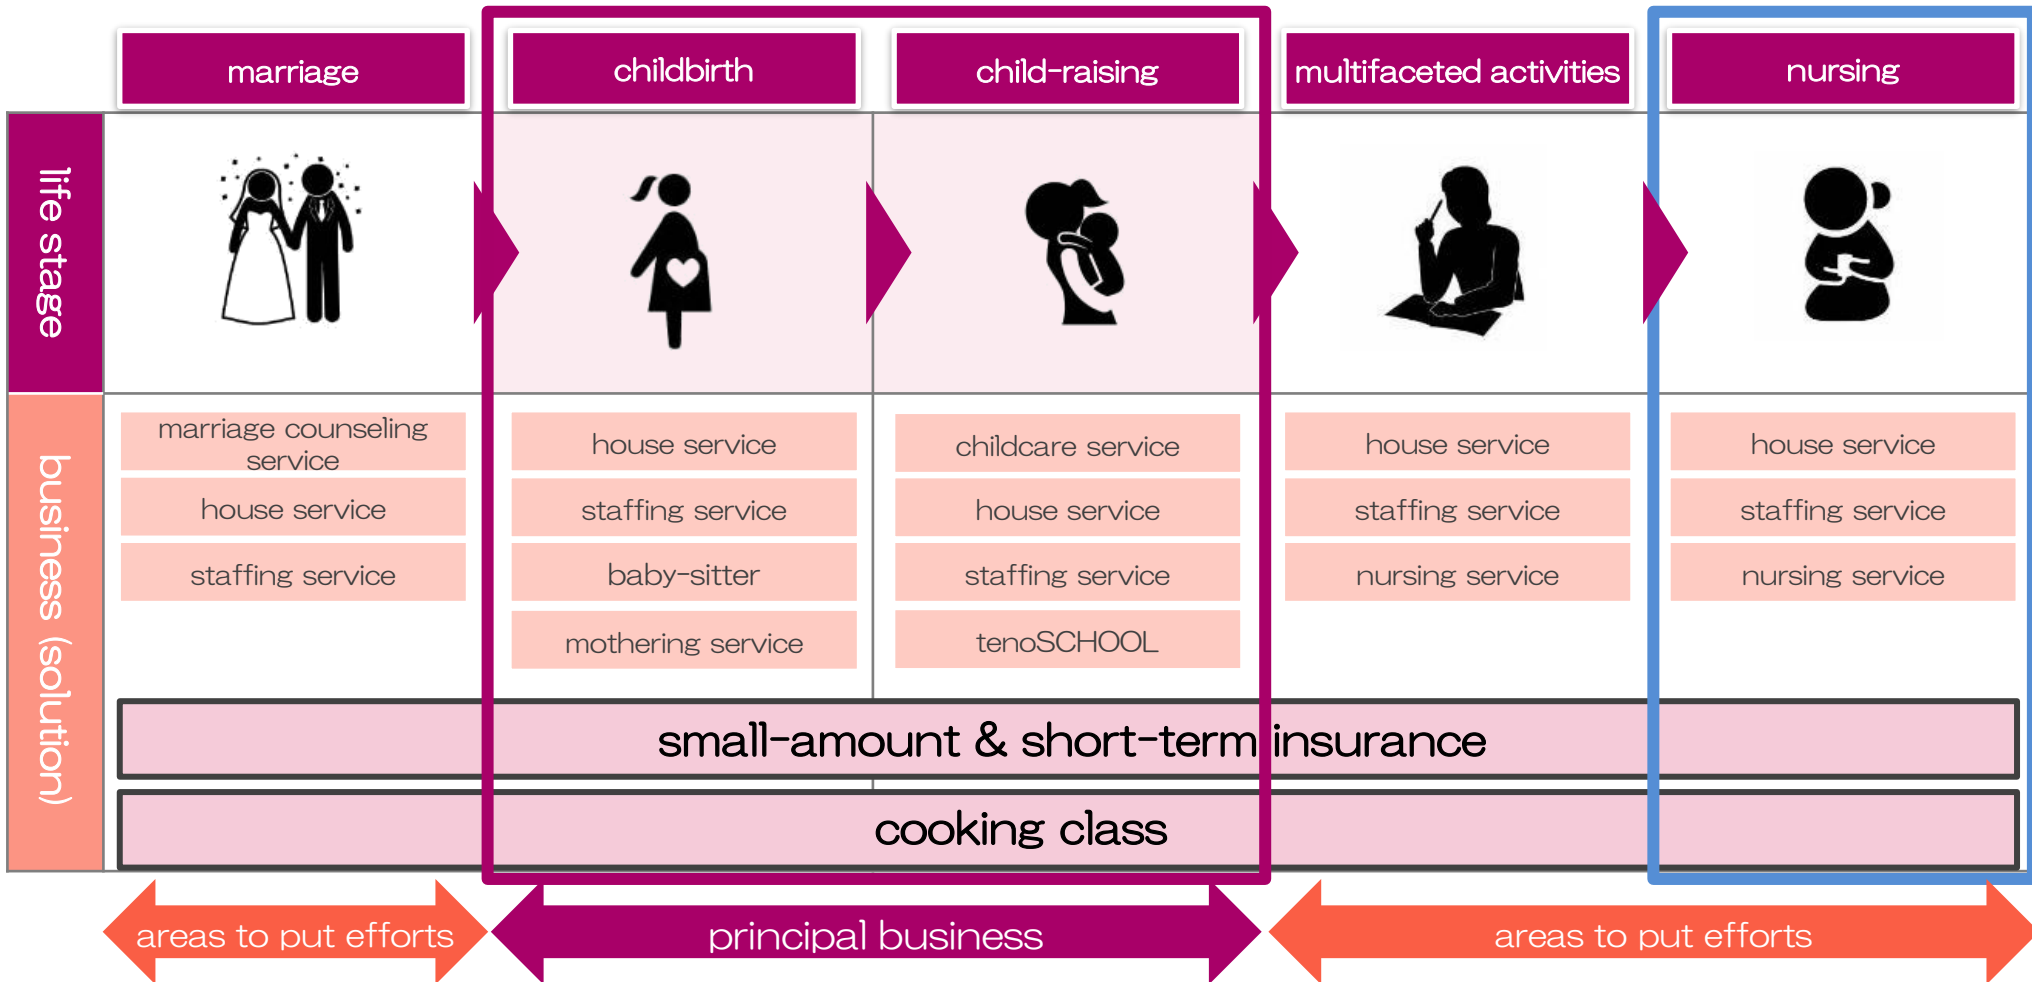 marriage
childbirth
child-raising
multifaceted activities
nursing
life stage
business (solution)
marriage counseling
service
house service
staffing service
house service
staffing service
baby-sitter
mothering service
childcare service
house service
staffing service
tenoSCHOOL
house service
staffing service
nursing service
house service
staffing service
nursing service
small-amount & short-term insurance
cooking class
areas to put efforts
principal business
areas to put efforts